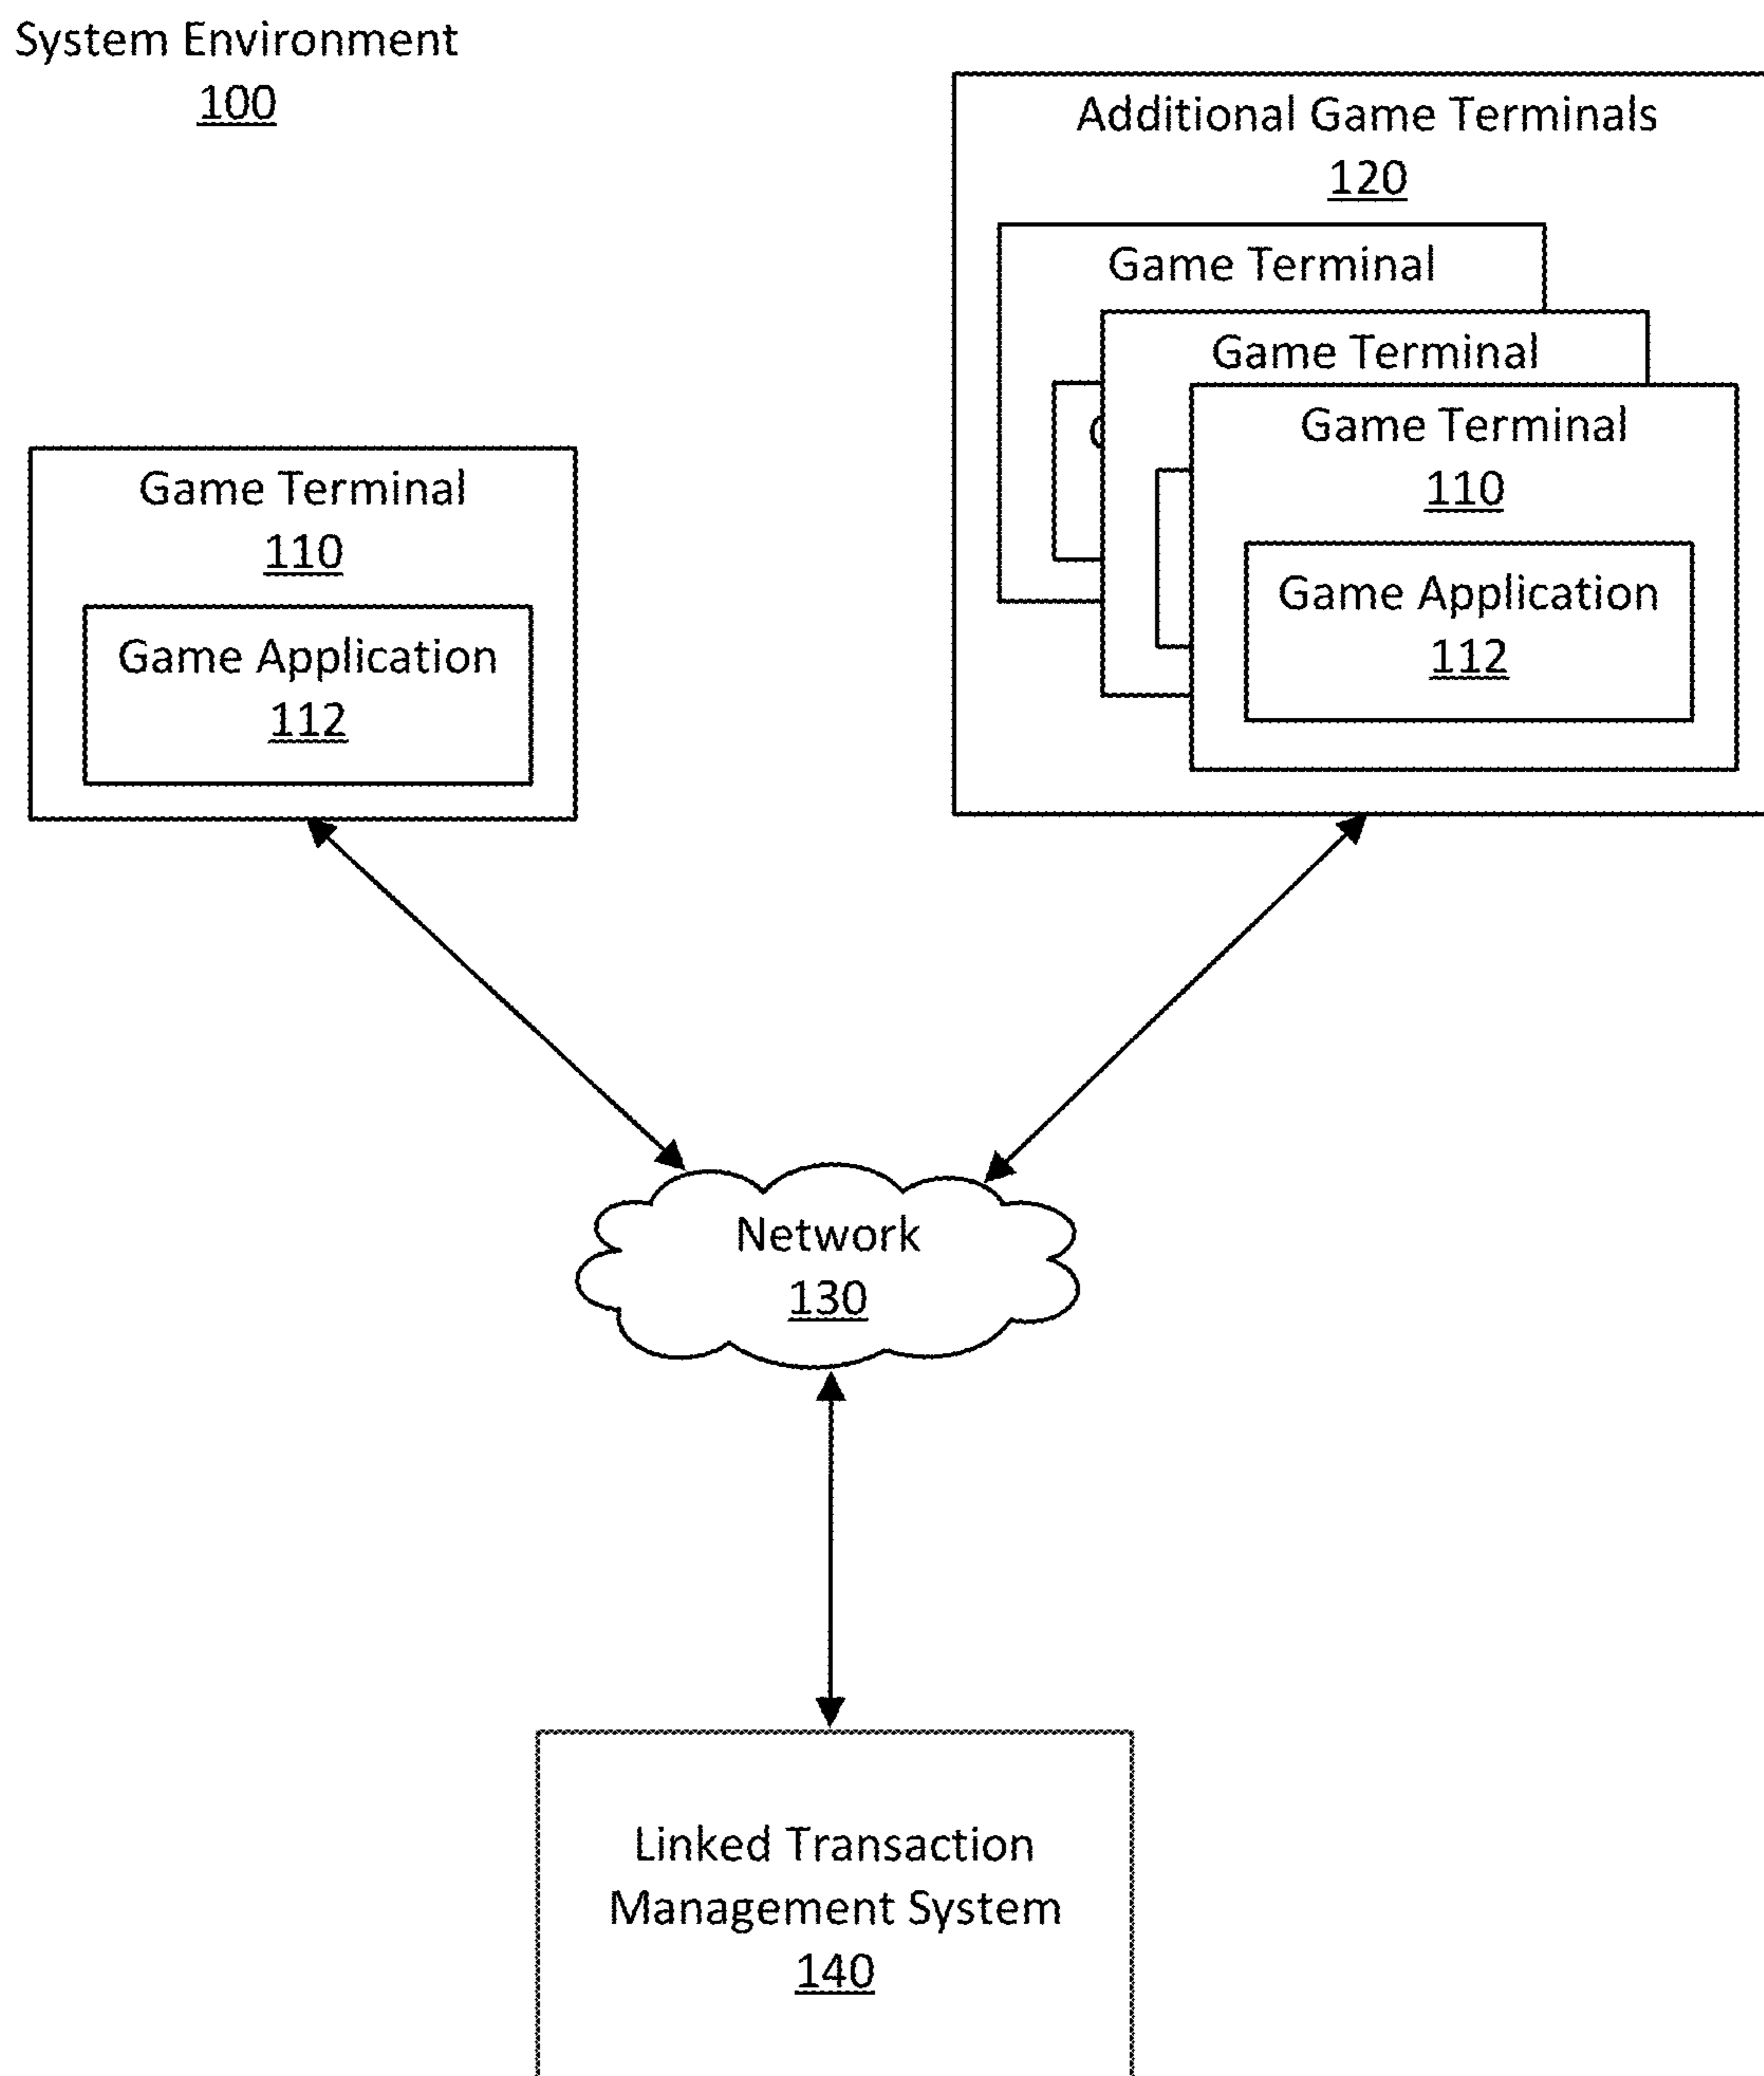 System Environment
100
Additional Game Terminals
120
Game Terminal
Game Terminal
Game Terminal
110
Game Application
112
Game Terminal
110
Game Application
112
Network
130
Linked Transaction
Management System
140